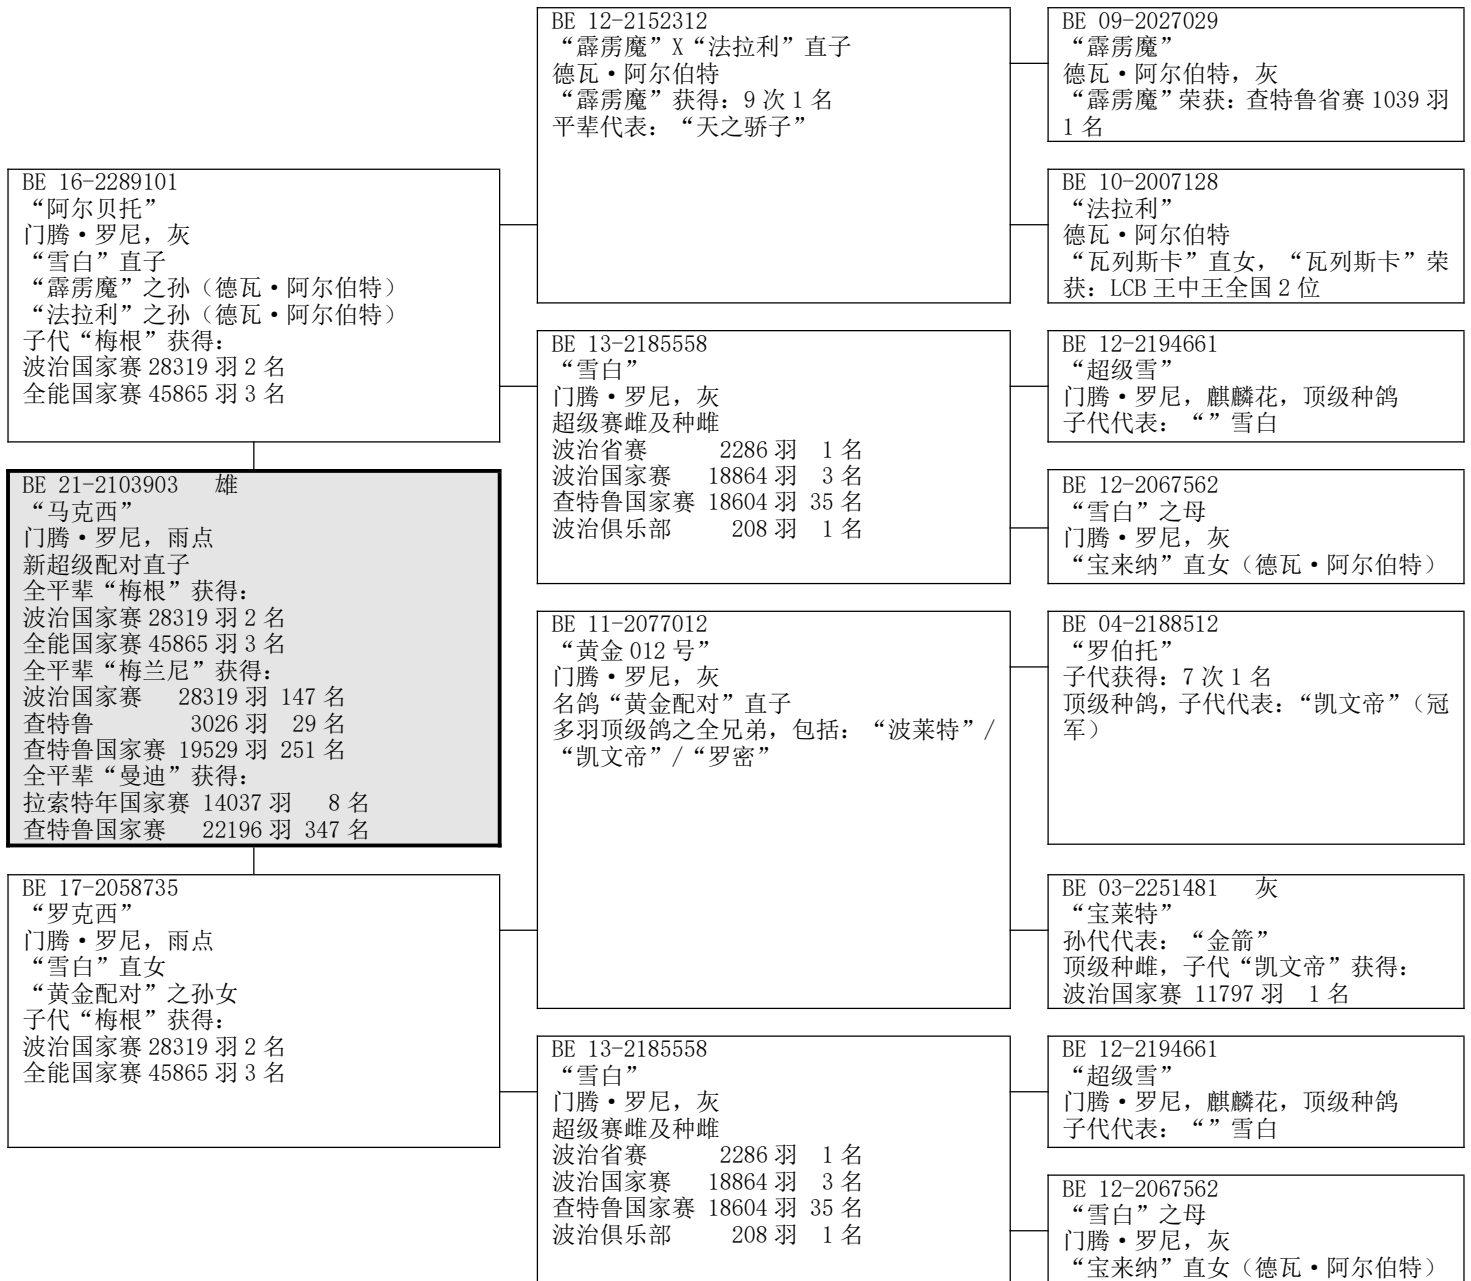 BE 16-2289101
“阿尔贝托”
门腾•罗尼，灰
“雪白”直子
“霹雳魔”之孙（德瓦•阿尔伯特）
“法拉利”之孙（德瓦•阿尔伯特）
子代“梅根”获得：
波治国家赛 28319 羽 2 名
全能国家赛 45865 羽 3 名
BE 21-2103903 雄
“马克西”
门腾•罗尼，雨点
新超级配对直子
全平辈“梅根”获得：
波治国家赛 28319 羽 2 名
全能国家赛 45865 羽 3 名
全平辈“梅兰尼”获得：
波治国家赛 28319 羽 147 名
查特鲁 3026 羽 29 名
查特鲁国家赛 19529 羽 251 名
全平辈“曼迪”获得：
拉索特年国家赛 14037 羽 8 名
查特鲁国家赛 22196 羽 347 名
BE 17-2058735
“罗克西”
门腾•罗尼，雨点
“雪白”直女
“黄金配对”之孙女
子代“梅根”获得：
波治国家赛 28319 羽 2 名
全能国家赛 45865 羽 3 名
BE 12-2152312
“霹雳魔”X“法拉利”直子
德瓦•阿尔伯特
“霹雳魔”获得：9 次 1 名
平辈代表：“天之骄子”
BE 13-2185558
“雪白”
门腾•罗尼，灰
超级赛雌及种雌
波治省赛 2286 羽 1 名
波治国家赛 18864 羽 3 名
查特鲁国家赛 18604 羽 35 名
波治俱乐部 208 羽 1 名
BE 11-2077012
“黄金 012 号”
门腾•罗尼，灰
名鸽“黄金配对”直子
多羽顶级鸽之全兄弟，包括：“波莱特”/
“凯文帝”/“罗密”
BE 13-2185558
“雪白”
门腾•罗尼，灰
超级赛雌及种雌
波治省赛 2286 羽 1 名
波治国家赛 18864 羽 3 名
查特鲁国家赛 18604 羽 35 名
波治俱乐部 208 羽 1 名
BE 09-2027029
“霹雳魔”
德瓦•阿尔伯特，灰
“霹雳魔”荣获：查特鲁省赛 1039 羽
1 名
BE 10-2007128
“法拉利”
德瓦•阿尔伯特
“瓦列斯卡”直女，“瓦列斯卡”荣
获：LCB 王中王全国 2 位
BE 12-2194661
“超级雪”
门腾•罗尼，麒麟花，顶级种鸽
子代代表：“”雪白
BE 12-2067562
“雪白”之母
门腾•罗尼，灰
“宝来纳”直女（德瓦•阿尔伯特）
BE 04-2188512
“罗伯托”
子代获得：7 次 1 名
顶级种鸽，子代代表：“凯文帝”（冠
军）
BE 03-2251481 灰
“宝莱特”
孙代代表：“金箭”
顶级种雌，子代“凯文帝”获得：
波治国家赛 11797 羽 1 名
BE 12-2194661
“超级雪”
门腾•罗尼，麒麟花，顶级种鸽
子代代表：“”雪白
BE 12-2067562
“雪白”之母
门腾•罗尼，灰
“宝来纳”直女（德瓦•阿尔伯特）